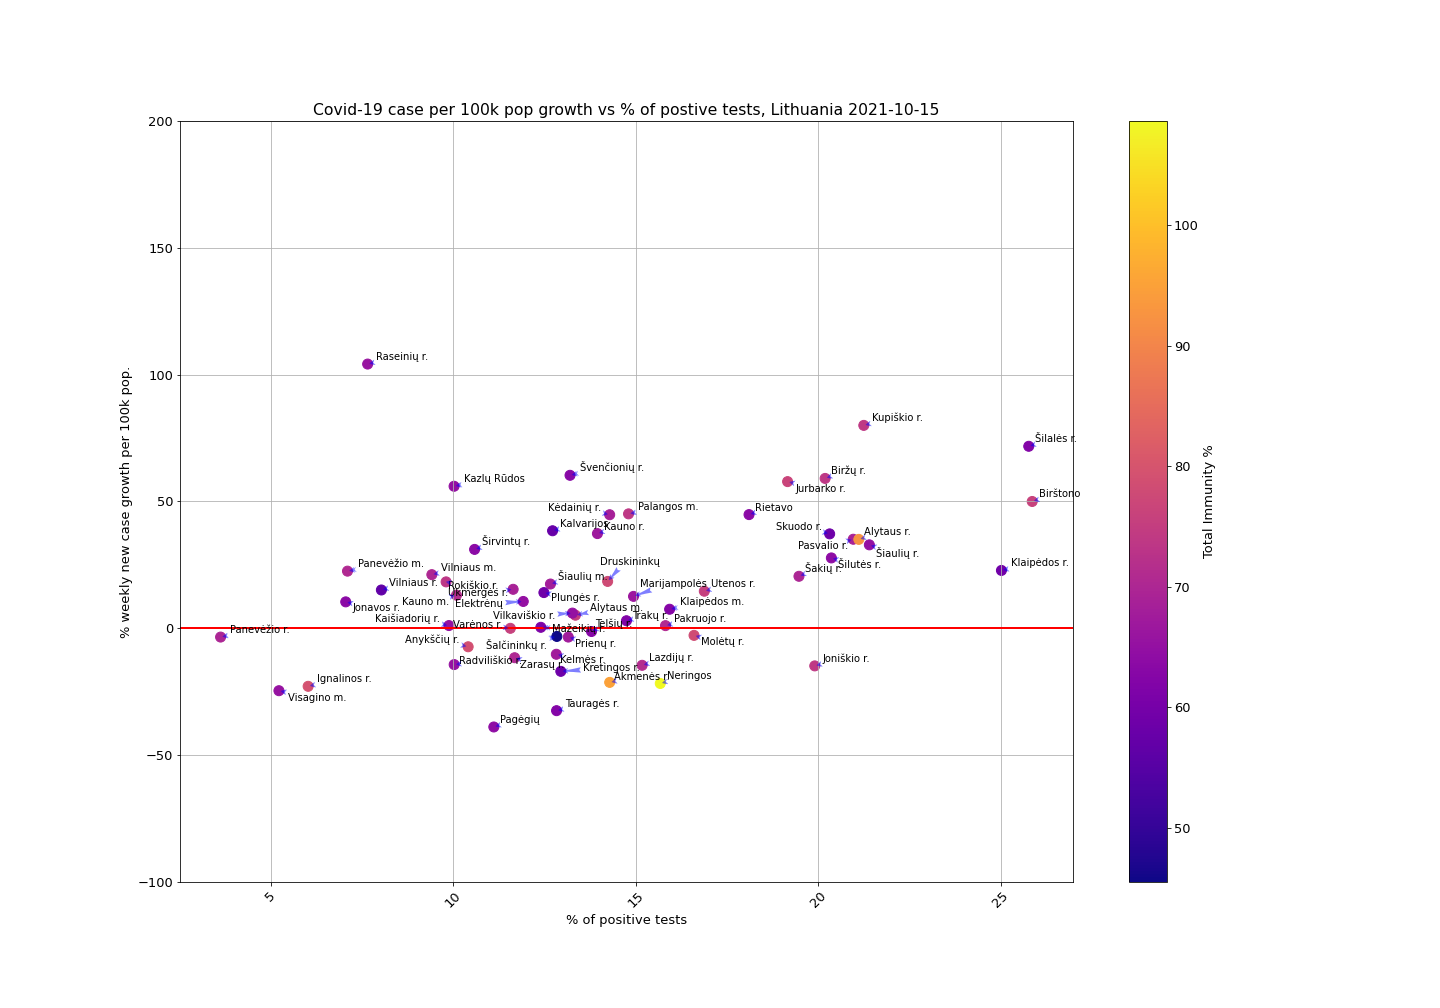 Covid-19 case per 100k pop growth vs % of postive tests, Lithuania 2021-10-15
200
150
100
50
0
−50
−100
% weekly new case growth per 100k pop.
5
10
15
20
25
% of positive tests
100
90
80
70
60
50
Total Immunity %
Raseinių r.
Kupiškio r.
Šilalės r.
Švenčionių r.
Biržų r.
Kazlų Rūdos
Jurbarko r.
Birštono
Kėdainių r.
Palangos m.
Rietavo
Kalvarijos
Kauno r.
Skuodo r.
Alytaus r.
Širvintų r.
Pasvalio r.
Šiaulių r.
Panevėžio m.
Vilniaus m.
Druskininkų
Šilutės r.
Klaipėdos r.
Šakių r.
Vilniaus r.
Rokiškio r.
Šiaulių m.
Marijampolės
Utenos r.
Ukmergės r.
Jonavos r.
Kauno m.
Elektrėnų
Plungės r.
Alytaus m.
Klaipėdos m.
Kaišiadorių r.
Varėnos r.
Vilkaviškio r.
Mažeikių r.
Telšių r.
Trakų r.
Pakruojo r.
Panevėžio r.
Anykščių r.
Šalčininkų r.
Prienų r.
Molėtų r.
Radviliškio r.
Zarasų r.
Kelmės r.
Kretingos r.
Lazdijų r.
Joniškio r.
Ignalinos r.
Akmenės r.
Neringos
Visagino m.
Tauragės r.
Pagėgių